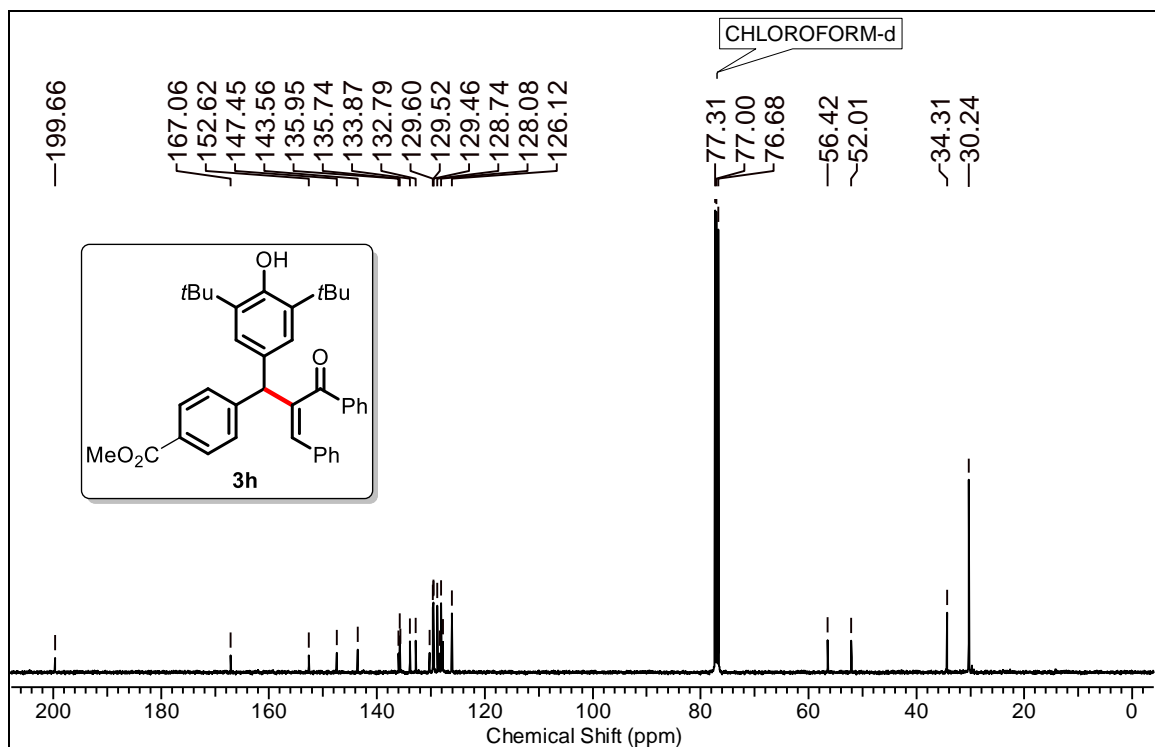 CHLOROFORM-d
199.66
167.06
152.62
147.45
143.56
135.95
135.74
133.87
132.79
129.60
129.52
129.46
128.74
128.08
126.12
77.31
77.00
76.68
56.42
52.01
34.31
30.24
OH
tBu
tBu
O
Ph
MeO2C
Ph
3h
200 180 160 140 120 100 80 60 40 20 0
Chemical Shift (ppm)